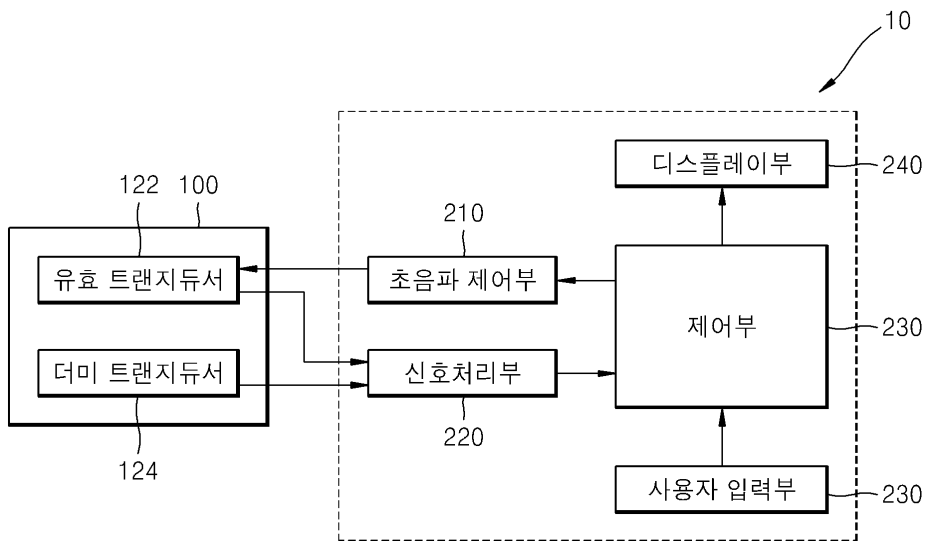 10
디스플레이부
240
122
100
210
유효 트랜지듀서
초음파 제어부
제어부
230
더미 트랜지듀서
신호처리부
220
124
사용자 입력부
230